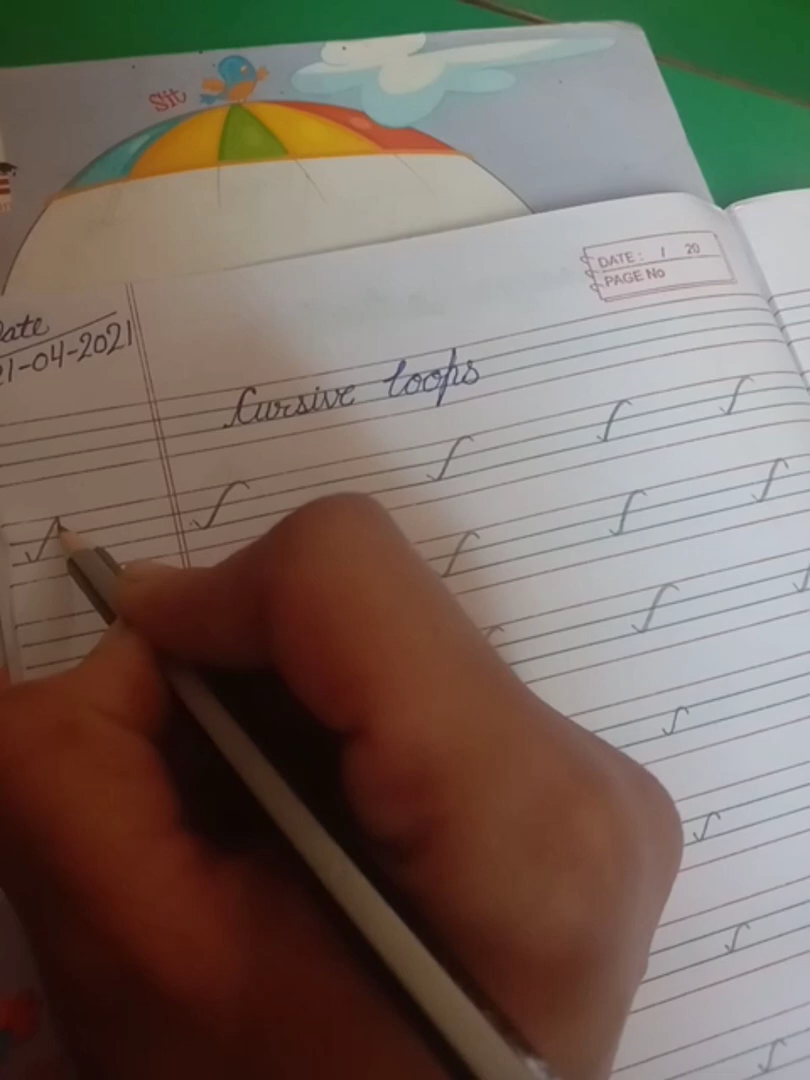 Sit
DATE: / 20
PAGE No
Date
21-04-2021
Cursive loops